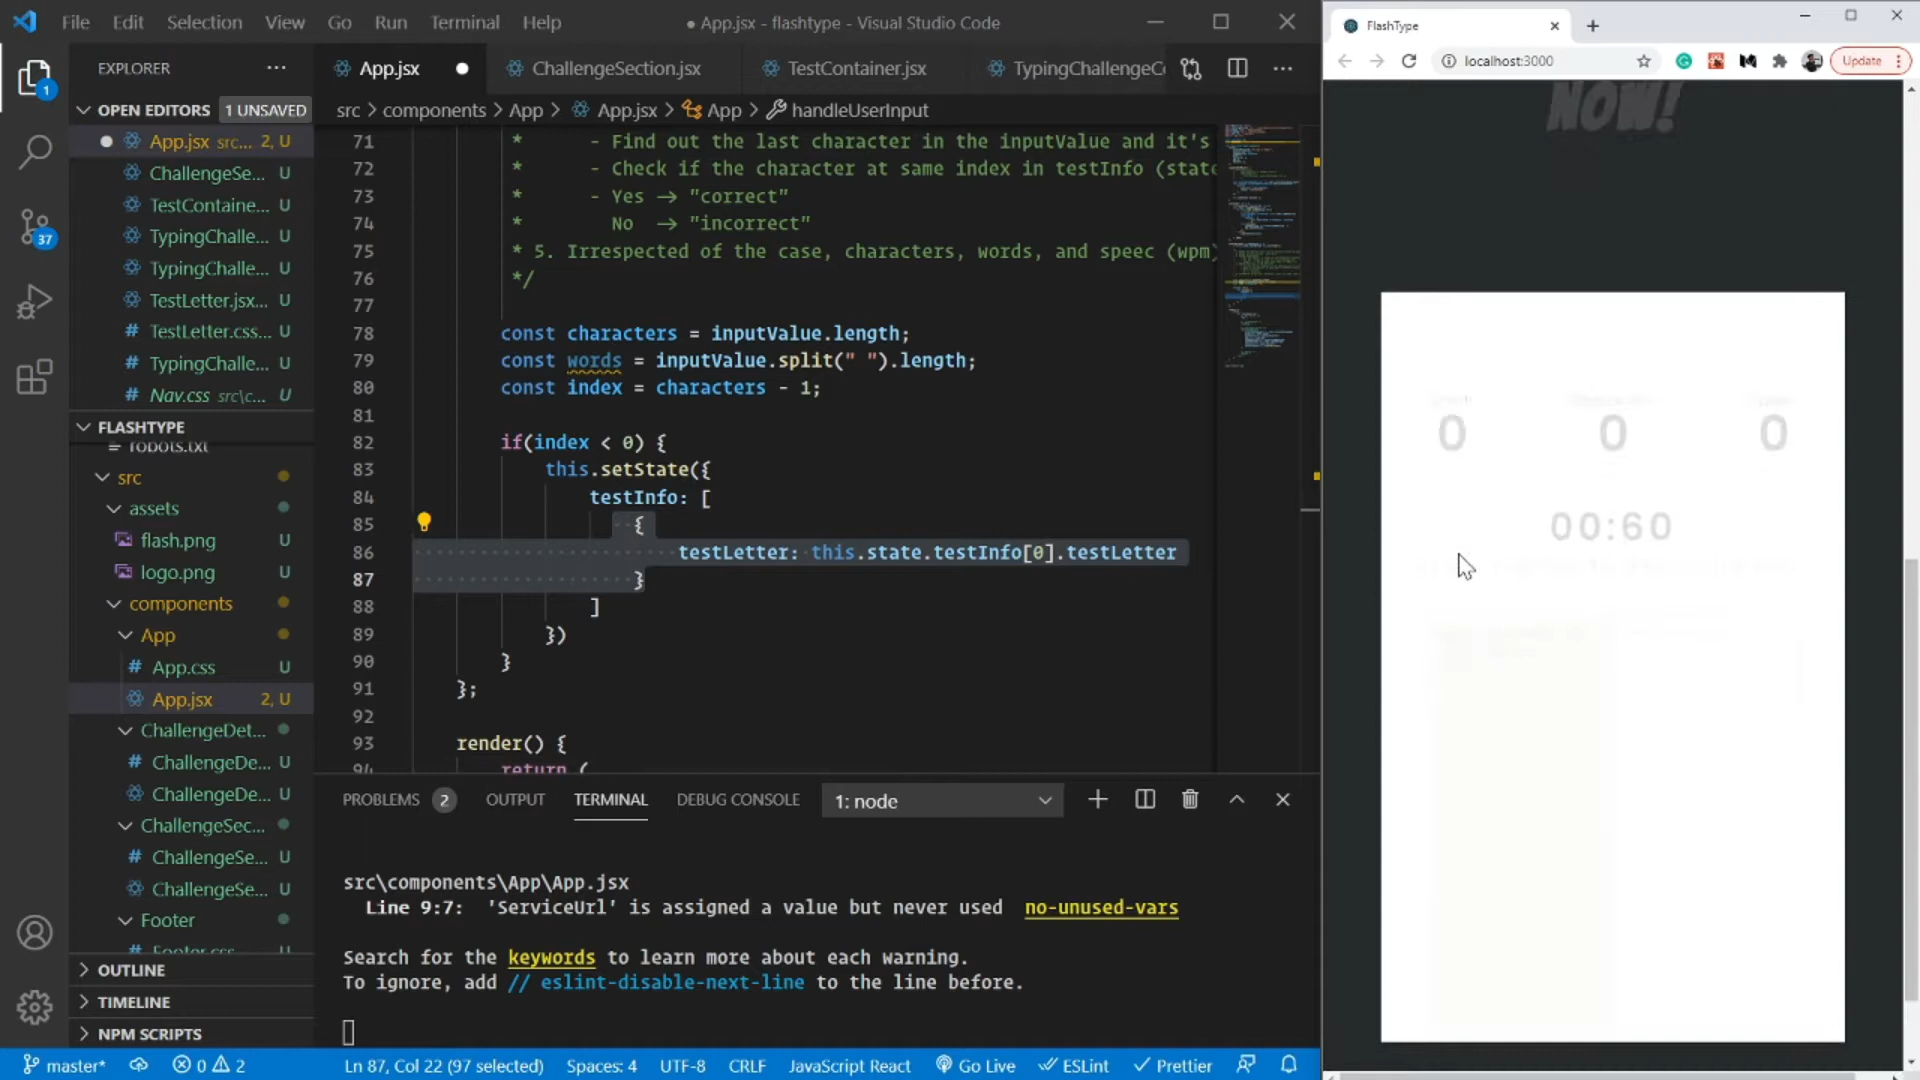 File Edit Selection View Go Run Terminal Help
● App.jsx - flashtype - Visual Studio Code
EXPLORER
OPEN EDITORS 1 UNSAVED
App.jsx src... 2, U
ChallengeSe... U
TestContaine... U
TypingChalle... U
TypingChalle... U
TestLetter.jsx... U
TestLetter.css... U
TypingChalle... U
Nav.css src\c... U
FLASHTYPE
robots.txt
src
assets
flash.png U
logo.png U
components
App
App.css U
App.jsx 2, U
ChallengeDet...
ChallengeDe... U
ChallengeDe... U
ChallengeSec...
ChallengeSe... U
ChallengeSe... U
Footer
Footer.css U
OUTLINE
TIMELINE
NPM SCRIPTS
1
37
App.jsx ChallengeSection.jsx TestContainer.jsx TypingChallengeC
src > components > App > App.jsx > App > handleUserInput
71 * - Find out the last character in the inputValue and it's
72 * - Check if the character at same index in testInfo (state
73 * - Yes -> "correct"
74 No -> "incorrect"
75 * 5. Irrespected of the case, characters, words, and speec (wpm)
76 */
77
78 const characters = inputValue.length;
79 const words = inputValue.split(" ").length;
80 const index = characters - 1;
81
82 if(index < 0) {
83 this.setState({
84 testInfo: [
85 {
86 testLetter: this.state.testInfo[0].testLetter
87 }
88 ]
89 })
90 }
91 };
92
93 render() {
94 return (
PROBLEMS 2 OUTPUT TERMINAL DEBUG CONSOLE 1: node
src\components\App\App.jsx
Line 9:7: 'ServiceUrl' is assigned a value but never used no-unused-vars
Search for the keywords to learn more about each warning.
To ignore, add // eslint-disable-next-line to the line before.
master* 0 2 Ln 87, Col 22 (97 selected) Spaces: 4 UTF-8 CRLF JavaScript React Go Live ESLint Prettier
FlashType
localhost:3000
Update
NOW!
0 0 0
00:60